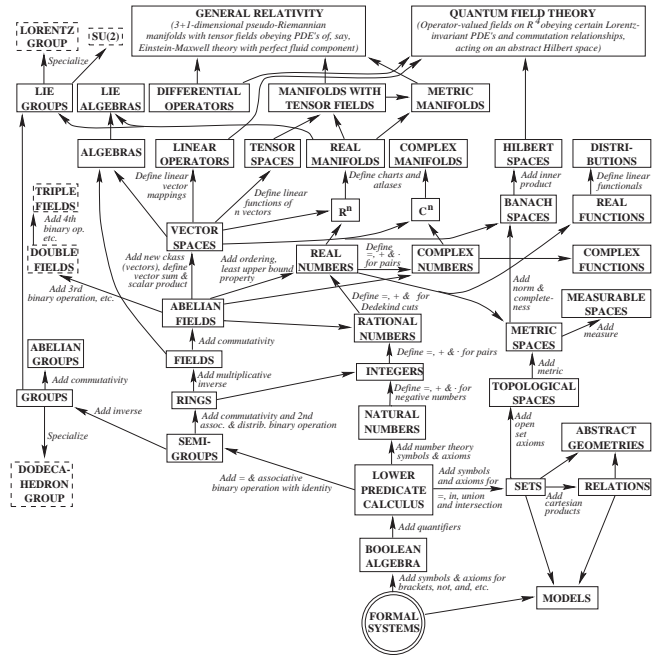 GENERAL RELATIVITY
(3+1-dimensional pseudo-Riemannian
manifolds with tensor fields obeying PDE's of, say,
Einstein-Maxwell theory with perfect fluid component)
QUANTUM FIELD THEORY
(Operator-valued fields on R⁴ obeying certain Lorentz-
invariant PDE's and commutation relationships,
acting on an abstract Hilbert space)
LORENTZ
GROUP
SU(2)
Specialize
LIE
GROUPS
LIE
ALGEBRAS
DIFFERENTIAL
OPERATORS
MANIFOLDS WITH
TENSOR FIELDS
METRIC
MANIFOLDS
ALGEBRAS
LINEAR
OPERATORS
TENSOR
SPACES
REAL
MANIFOLDS
COMPLEX
MANIFOLDS
HILBERT
SPACES
DISTRI-
BUTIONS
Define linear
vector
mappings
Define linear
functions of
n vectors
Define charts and
atlases
Add inner
product
Define linear
functionals
TRIPLE
FIELDS
Add 4th
binary op.
etc.
DOUBLE
FIELDS
Add 3rd
binary operation, etc.
Rⁿ
Cⁿ
BANACH
SPACES
REAL
FUNCTIONS
VECTOR
SPACES
Add new ckass
(vectors), define
vector sum &
scalar product
Add ordering,
least upper bound
property
REAL
NUMBERS
Define
=, + & ·
for pairs
COMPLEX
NUMBERS
COMPLEX
FUNCTIONS
Add
norm &
complete-
ness
MEASURABLE
SPACES
Add
measure
ABELIAN
FIELDS
Define =, + & · for
Dedekind cuts
RATIONAL
NUMBERS
METRIC
SPACES
Add commutativity
ABELIAN
GROUPS
Add commutativity
FIELDS
Define =, + & · for pairs
Add
metric
Add multiplicative
inverse
INTEGERS
TOPOLOGICAL
SPACES
GROUPS
RINGS
Define =, + & · for
negative numbers
Add inverse
Add commutativity and 2nd
assoc. & distrib. binary operation
NATURAL
NUMBERS
Add
open
set
axioms
ABSTRACT
GEOMETRIES
Specialize
SEMI-
GROUPS
Add number theory
symbols & axioms
DODECA-
HEDRON
GROUP
Add = & associative
binary operation with identity
LOWER
PREDICATE
CALCULUS
Add symbols
and axioms for
=, in, union
and intersection
SETS
Add
cartesian
products
RELATIONS
Add quantifiers
BOOLEAN
ALGEBRA
Add symbols & axioms for
brackets, not, and, etc.
FORMAL
SYSTEMS
MODELS